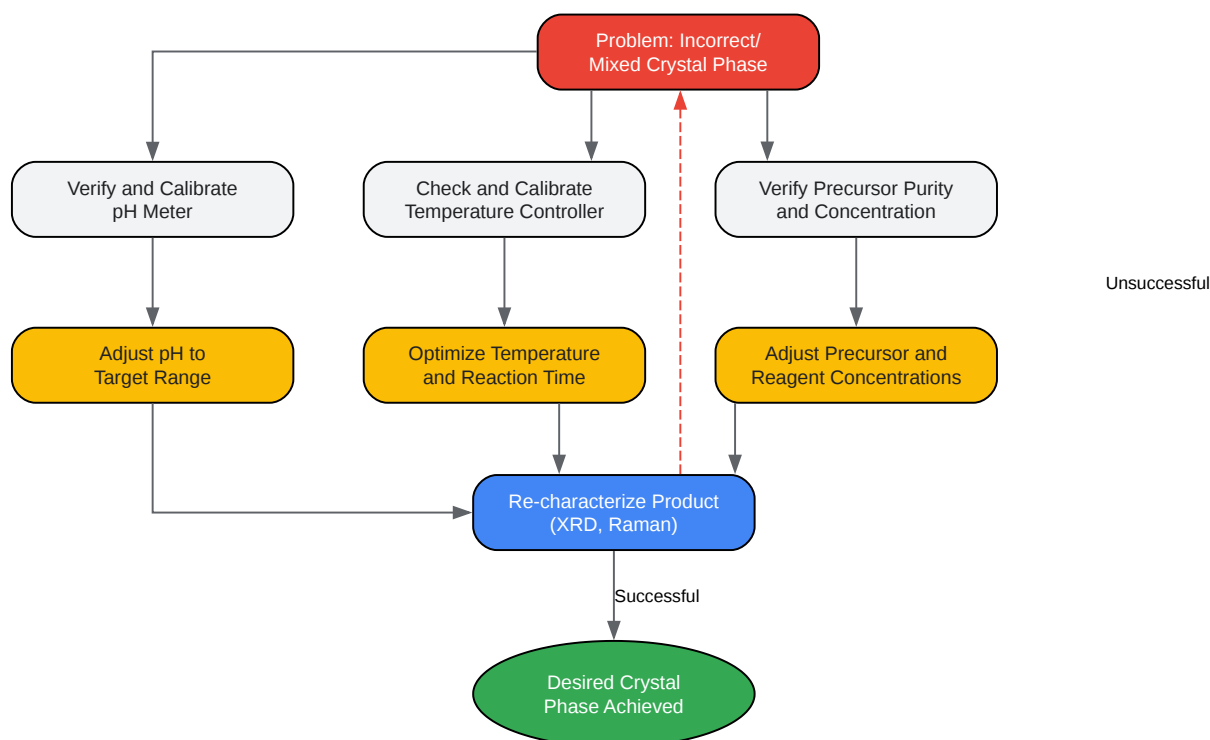 Problem: Incorrect/
Mixed Crystal Phase
Verify and Calibrate
pH Meter
Check and Calibrate
Temperature Controller
Verify Precursor Purity
and Concentration
Unsuccessful
Adjust pH to
Target Range
Optimize Temperature
and Reaction Time
Adjust Precursor and
Reagent Concentrations
Re-characterize Product
(XRD, Raman)
Successful
Desired Crystal
Phase Achieved